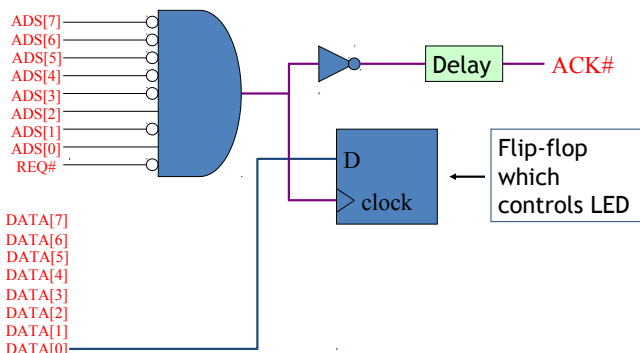 ADS[7]
ADS[6]
ADS[5]
ADS[4]
ADS[3]
ADS[2]
ADS[1]
ADS[0]
REQ#
Delay
ACK#
D
clock
Flip-flop
which
controls LED
DATA[7]
DATA[6]
DATA[5]
DATA[4]
DATA[3]
DATA[2]
DATA[1]
DATA[0]